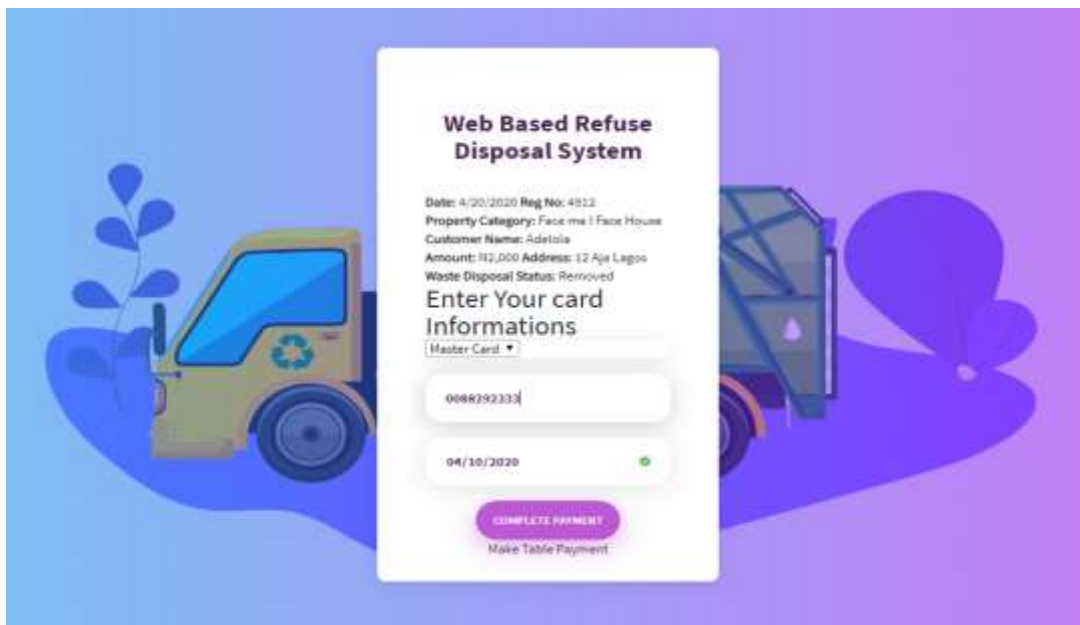 Web Based Refuse
Disposal System
Date: 4/20/2020 Reg No: 4812
Property Category: Face me I Face House
Customer Name: Adelola
Amount: N2,000 Address: 12 Aja Lagos
Waste Disposal Status: Removed
Enter Your card
Informations
Master Card
0088292333
04/10/2020
COMPLETE PAYMENT
Make Table Payment